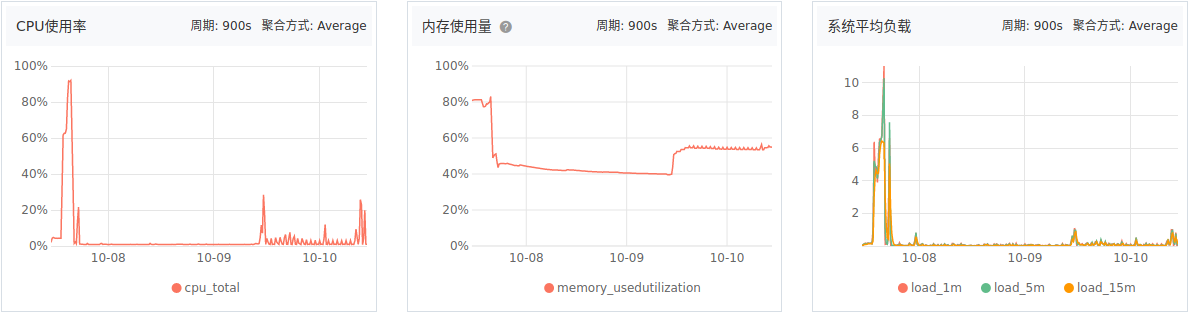 CPU使用率 周期: 900s 聚合方式: Average
100%
80%
60%
40%
20%
0%
10-08 10-09 10-10
cpu_total
内存使用量 ? 周期: 900s 聚合方式: Average
100%
80%
60%
40%
20%
0%
10-08 10-09 10-10
memory_usedutilization
系统平均负载 周期: 900s 聚合方式: Average
10
8
6
4
2
10-08 10-09 10-10
load_1m load_5m load_15m